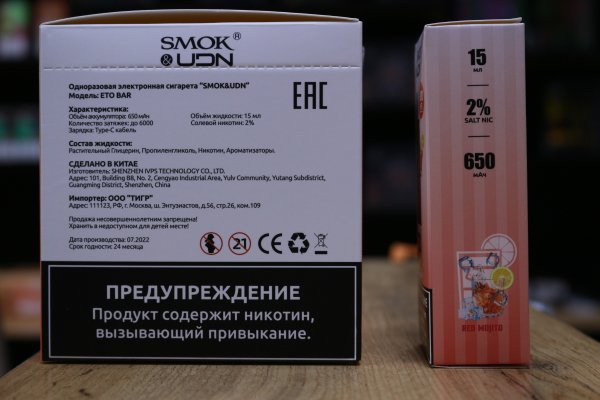 SMOK®
& UDN
Одноразовая электронная сигарета "SMOK&UDN"
Модель: ETO BAR
EAC
Характеристика:
Объём аккумулятора: 650 мАч
Количество затяжек: до 6000
Зарядка: Type-C кабель
Объём жидкости: 15 мл
Солевой никотин: 2%
Состав жидкости:
Растительный Глицерин, Пропиленгликоль, Никотин, Ароматизаторы.
СДЕЛАНО В КИТАЕ
Изготовитель: SHENZHEN IVPS TECHNOLOGY CO., LTD.
Адрес: 101, Building B8, No. 2, Cengyao Industrial Area, Yulv Community, Yutang Subdistrict,
Guangming District, Shenzhen, China
Импортер: ООО "ТИГР"
Адрес: 111123, РФ, г. Москва, ш. Энтузиастов, д.56, стр.26, ком.109
Продажа несовершеннолетним запрещена!
Хранить в недоступном для детей месте!
Дата производства: 07.2022
Срок годности: 24 месяца
21
CE
ПРЕДУПРЕЖДЕНИЕ
Продукт содержит никотин,
вызывающий привыкание.
15
МЛ
2%
SALT NIC
650
МАЧ
RED MOJITO